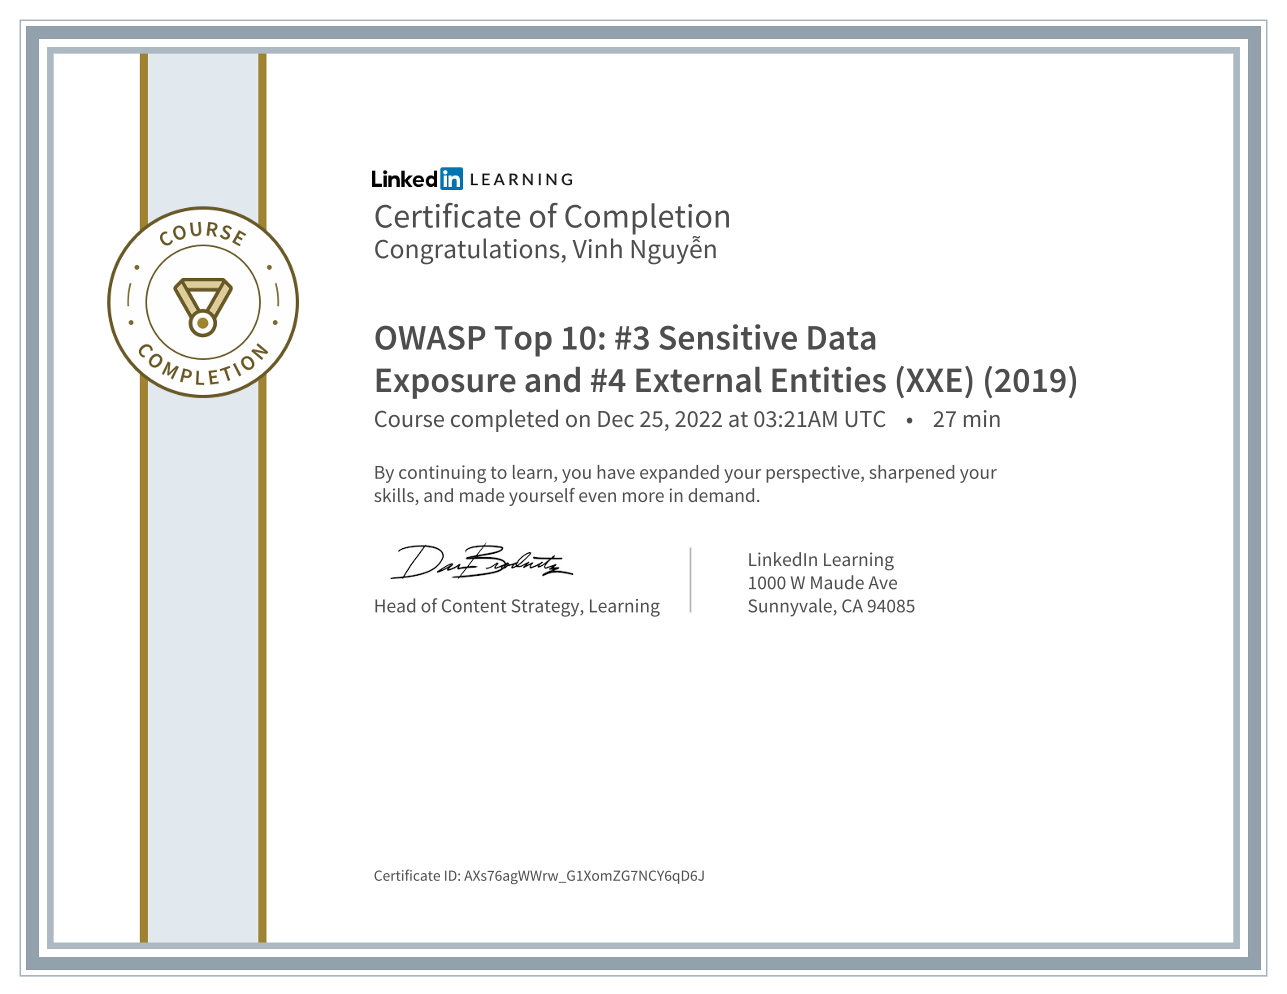 COURSE
COMPLETION
Linked in LEARNING
Certificate of Completion
Congratulations, Vinh Nguyễn
OWASP Top 10: #3 Sensitive Data
Exposure and #4 External Entities (XXE) (2019)
Course completed on Dec 25, 2022 at 03:21AM UTC • 27 min
By continuing to learn, you have expanded your perspective, sharpened your
skills, and made yourself even more in demand.
Dan Brodnitz
Head of Content Strategy, Learning
LinkedIn Learning
1000 W Maude Ave
Sunnyvale, CA 94085
Certificate ID: AXs76agWWrw_G1XomZG7NCY6qD6J